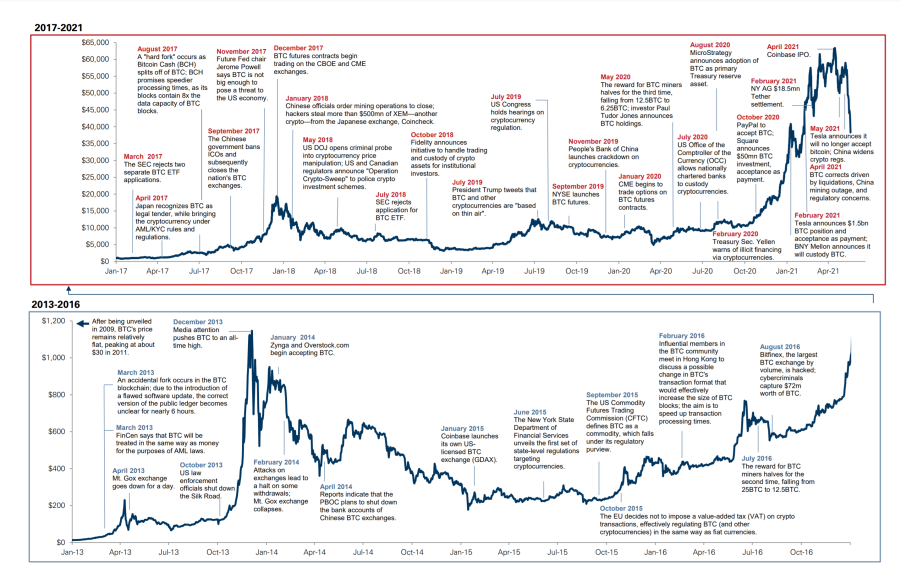 2017-2021
$65,000
$60,000
$55,000
$50,000
$45,000
$40,000
$35,000
$30,000
$25,000
$20,000
$15,000
$10,000
$5,000
$0
August 2017
A "hard fork" occurs as
Bitcoin Cash (BCH)
splits off of BTC; BCH
promises speedier
processing times, as its
blocks contain 8x the
data capacity of BTC
blocks.
November 2017
Future Fed chair
Jerome Powell
says BTC is not
big enough to
pose a threat to
the US economy.
December 2017
BTC futures contracts begin
trading on the CBOE and CME
exchanges.
January 2018
Chinese officials order mining operations to close;
hackers steal more than $500mn of XEM—another
crypto—from the Japanese exchange, Coincheck.
September 2017
The Chinese
government bans
ICOs and
subsequently
closes the
nation's BTC
exchanges.
March 2017
The SEC rejects two
separate BTC ETF
applications.
April 2017
Japan recognizes BTC as
legal tender, while bringing
the cryptocurrency under
AML/KYC rules and
regulations.
May 2018
US DOJ opens criminal probe
into cryptocurrency price
manipulation; US and Canadian
regulators announce "Operation
Crypto-Sweep" to police crypto
investment schemes.
July 2018
SEC rejects
application for
BTC ETF.
October 2018
Fidelity announces
initiative to handle trading
and custody of crypto
assets for institutional
investors.
July 2019
US Congress
holds hearings on
cryptocurrency
regulation.
July 2019
President Trump tweets that
BTC and other
cryptocurrencies are "based
on thin air".
September 2019
NYSE launches
BTC futures.
November 2019
People's Bank of China
launches crackdown on
cryptocurrencies.
January 2020
CME begins to
trade options on
BTC futures
contracts.
May 2020
The reward for BTC miners
halves for the third time,
falling from 12.5BTC to
6.25BTC; investor Paul
Tudor Jones announces
BTC holdings.
July 2020
US Office of the
Comptroller of the
Currency (OCC)
allows nationally
chartered banks
to custody
cryptocurrencies.
August 2020
MicroStrategy
announces adoption of
BTC as primary
Treasury reserve
asset.
October 2020
PayPal to
accept BTC;
Square
announces
$50mn BTC
investment,
acceptance as
payment.
February 2020
Treasury Sec. Yellen
warns of illicit financing
via cryptocurrencies.
April 2021
Coinbase IPO.
February 2021
NY AG $18.5mn
Tether
settlement.
May 2021
Tesla announces it
will no longer accept
bitcoin; China widens
crypto regs.
April 2021
BTC corrects driven
by liquidations, China
mining outage, and
regulatory concerns.
February 2021
Tesla announces $1.5bn
BTC position and
acceptance as payment;
BNY Mellon announces it
will custody BTC.
Jan-17 Apr-17 Jul-17 Oct-17 Jan-18 Apr-18 Jul-18 Oct-18 Jan-19 Apr-19 Jul-19 Oct-19 Jan-20 Apr-20 Jul-20 Oct-20 Jan-21 Apr-21
2013-2016
$1,200
$1,000
$800
$600
$400
$200
$0
After being unveiled
in 2009, BTC's price
remains relatively
flat, peaking at about
$30 in 2011.
December 2013
Media attention
pushes BTC to an all-
time high.
January 2014
Zynga and Overstock.com
begin accepting BTC.
March 2013
An accidental fork occurs in the BTC
blockchain; due to the introduction of
a flawed software update, the correct
version of the public ledger becomes
unclear for nearly 6 hours.
March 2013
FinCen says that BTC will be
treated in the same way as money
for the purposes of AML laws.
April 2013
Mt. Gox exchange
goes down for a day.
October 2013
US law
enforcement
officials shut down
the Silk Road.
February 2014
Attacks on
exchanges lead to
a halt on some
withdrawals;
Mt. Gox exchange
collapses.
April 2014
Reports indicate that the
PBOC plans to shut down
the bank accounts of
Chinese BTC exchanges.
January 2015
Coinbase launches
its own US-
licensed BTC
exchange (GDAX).
June 2015
The New York State
Department of
Financial Services
unveils the first set of
state-level regulations
targeting
cryptocurrencies.
September 2015
The US Commodity
Futures Trading
Commission (CFTC)
defines BTC as a
commodity, which falls
under its regulatory
purview.
October 2015
The EU decides not to impose a value-added tax (VAT) on crypto
transactions, effectively regulating BTC (and other
cryptocurrencies) in the same way as fiat currencies.
February 2016
Influential members in
the BTC community
meet in Hong Kong to
discuss a possible
change in BTC's
transaction format that
would effectively
increase the size of BTC
blocks; the aim is to
speed up transaction
processing times.
August 2016
Bitfinex, the largest
BTC exchange by
volume, is hacked;
cybercriminals
capture $72m
worth of BTC.
July 2016
The reward for BTC
miners halves for the
second time, falling from
25BTC to 12.5BTC.
Jan-13 Apr-13 Jul-13 Oct-13 Jan-14 Apr-14 Jul-14 Oct-14 Jan-15 Apr-15 Jul-15 Oct-15 Jan-16 Apr-16 Jul-16 Oct-16